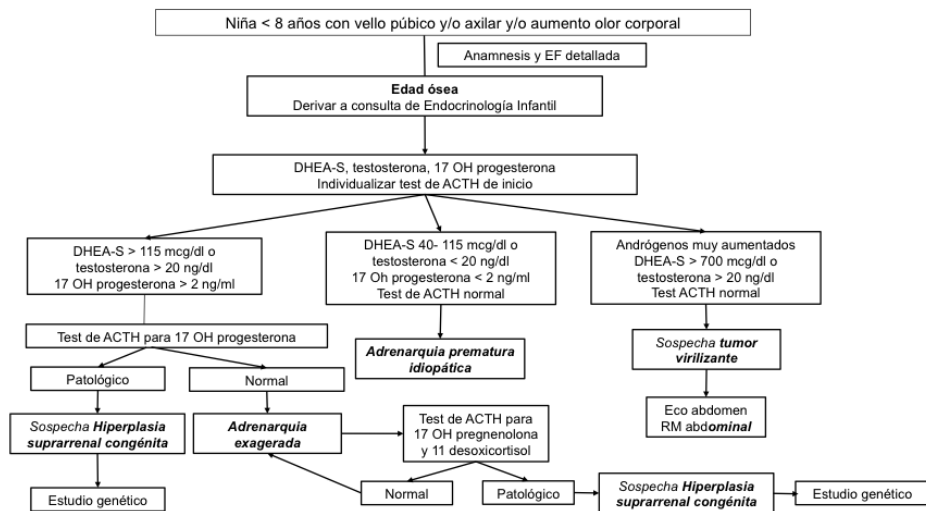 Niña < 8 años con vello púbico y/o axilar y/o aumento olor corporal
Anamnesis y EF detallada
Edad ósea
Derivar a consulta de Endocrinología Infantil
DHEA-S, testosterona, 17 OH progesterona
Individualizar test de ACTH de inicio
DHEA-S > 115 mcg/dl o
testosterona > 20 ng/dl
17 OH progesterona > 2 ng/ml
DHEA-S 40- 115 mcg/dl o
testosterona < 20 ng/dl
17 Oh progesterona < 2 ng/ml
Test de ACTH normal
Andrógenos muy aumentados
DHEA-S > 700 mcg/dl o
testosterona > 20 ng/dl
Test ACTH normal
Test de ACTH para 17 OH progesterona
Adrenarquia prematura
idiopática
Sospecha tumor
virilizante
Patológico
Normal
Eco abdomen
RM abdominal
Sospecha Hiperplasia
suprarrenal congénita
Adrenarquia
exagerada
Test de ACTH para
17 OH pregnenolona
y 11 desoxicortisol
Estudio genético
Normal
Patológico
Sospecha Hiperplasia
suprarrenal congénita
Estudio genético